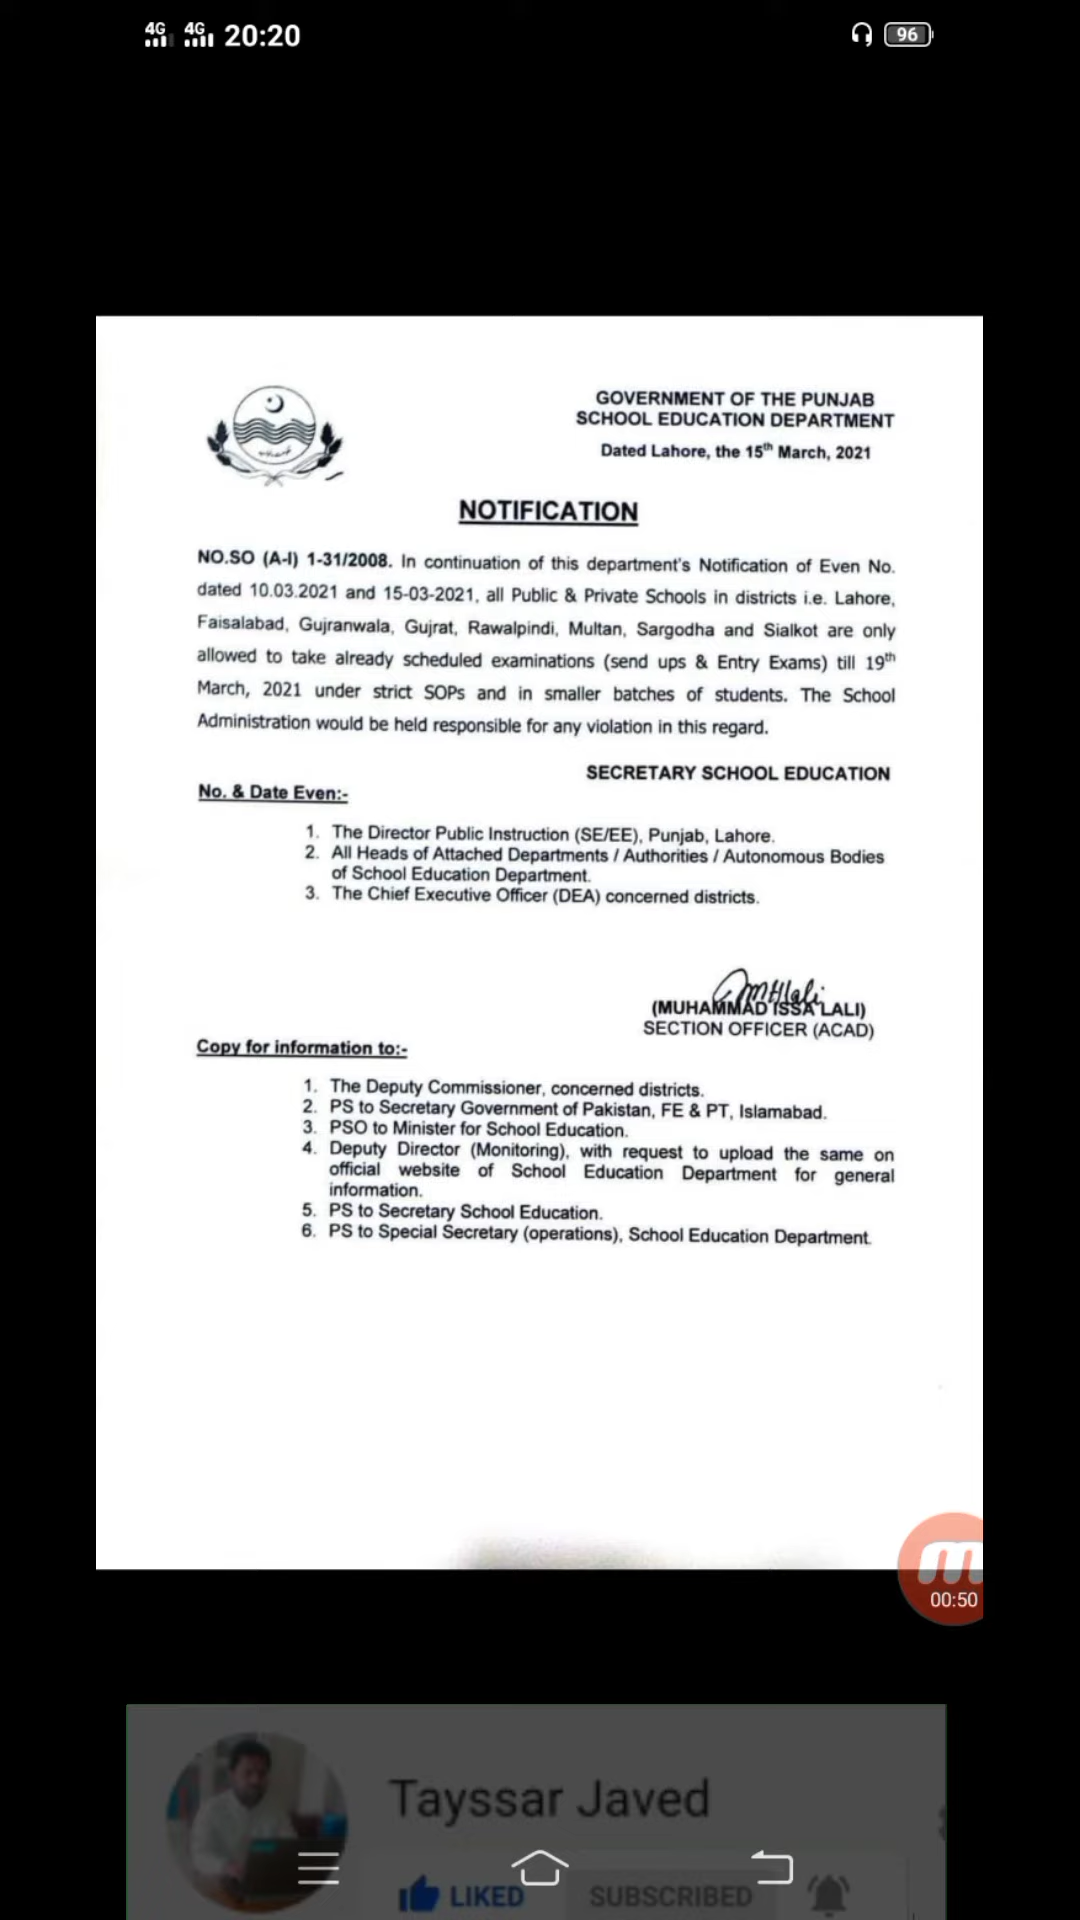 4G 4G 20:20 96
GOVERNMENT OF THE PUNJAB
SCHOOL EDUCATION DEPARTMENT
Dated Lahore, the 15th March, 2021
NOTIFICATION
NO.SO (A-I) 1-31/2008. In continuation of this department's Notification of Even No.
dated 10.03.2021 and 15-03-2021, all Public & Private Schools in districts i.e. Lahore,
Faisalabad, Gujranwala, Gujrat, Rawalpindi, Multan, Sargodha and Sialkot are only
allowed to take already scheduled examinations (send ups & Entry Exams) till 19th
March, 2021 under strict SOPs and in smaller batches of students. The School
Administration would be held responsible for any violation in this regard.
SECRETARY SCHOOL EDUCATION
No. & Date Even:-
1. The Director Public Instruction (SE/EE), Punjab, Lahore.
2. All Heads of Attached Departments / Authorities / Autonomous Bodies
of School Education Department.
3. The Chief Executive Officer (DEA) concerned districts.
(MUHAMMAD ISSA LALI)
SECTION OFFICER (ACAD)
Copy for information to:-
1. The Deputy Commissioner, concerned districts.
2. PS to Secretary Government of Pakistan, FE & PT, Islamabad.
3. PSO to Minister for School Education.
4. Deputy Director (Monitoring), with request to upload the same on
official website of School Education Department for general
information.
5. PS to Secretary School Education.
6. PS to Special Secretary (operations), School Education Department.
00:50
Tayssar Javed
LIKED SUBSCRIBED